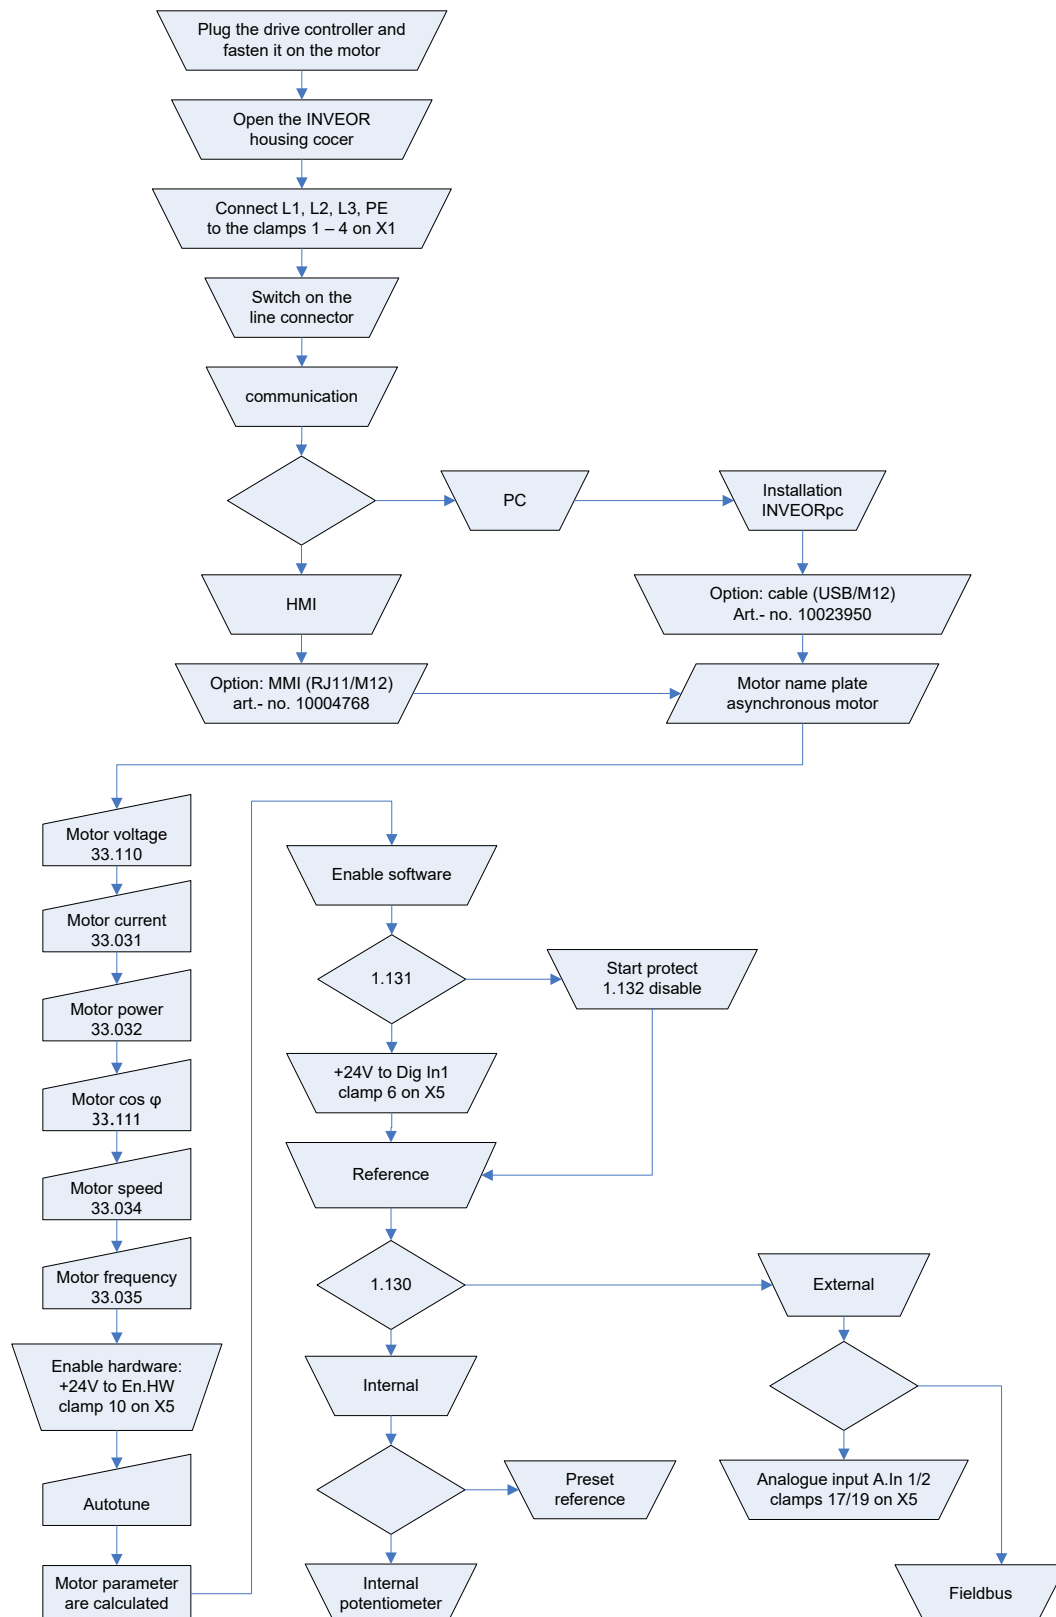 Plug the drive controller and
fasten it on the motor
Open the INVEOR
housing cocer
Connect L1, L2, L3, PE
to the clamps 1 – 4 on X1
Switch on the
line connector
communication
PC
Installation
INVEORpc
HMI
Option: cable (USB/M12)
Art.- no. 10023950
Option: MMI (RJ11/M12)
art.- no. 10004768
Motor name plate
asynchronous motor
Motor voltage
33.110
Motor current
33.031
Motor power
33.032
Motor cos φ
33.111
Motor speed
33.034
Motor frequency
33.035
Enable hardware:
+24V to En.HW
clamp 10 on X5
Autotune
Motor parameter
are calculated
Enable software
1.131
Start protect
1.132 disable
+24V to Dig In1
clamp 6 on X5
Reference
1.130
External
Internal
Preset
reference
Analogue input A.In 1/2
clamps 17/19 on X5
Internal
potentiometer
Fieldbus